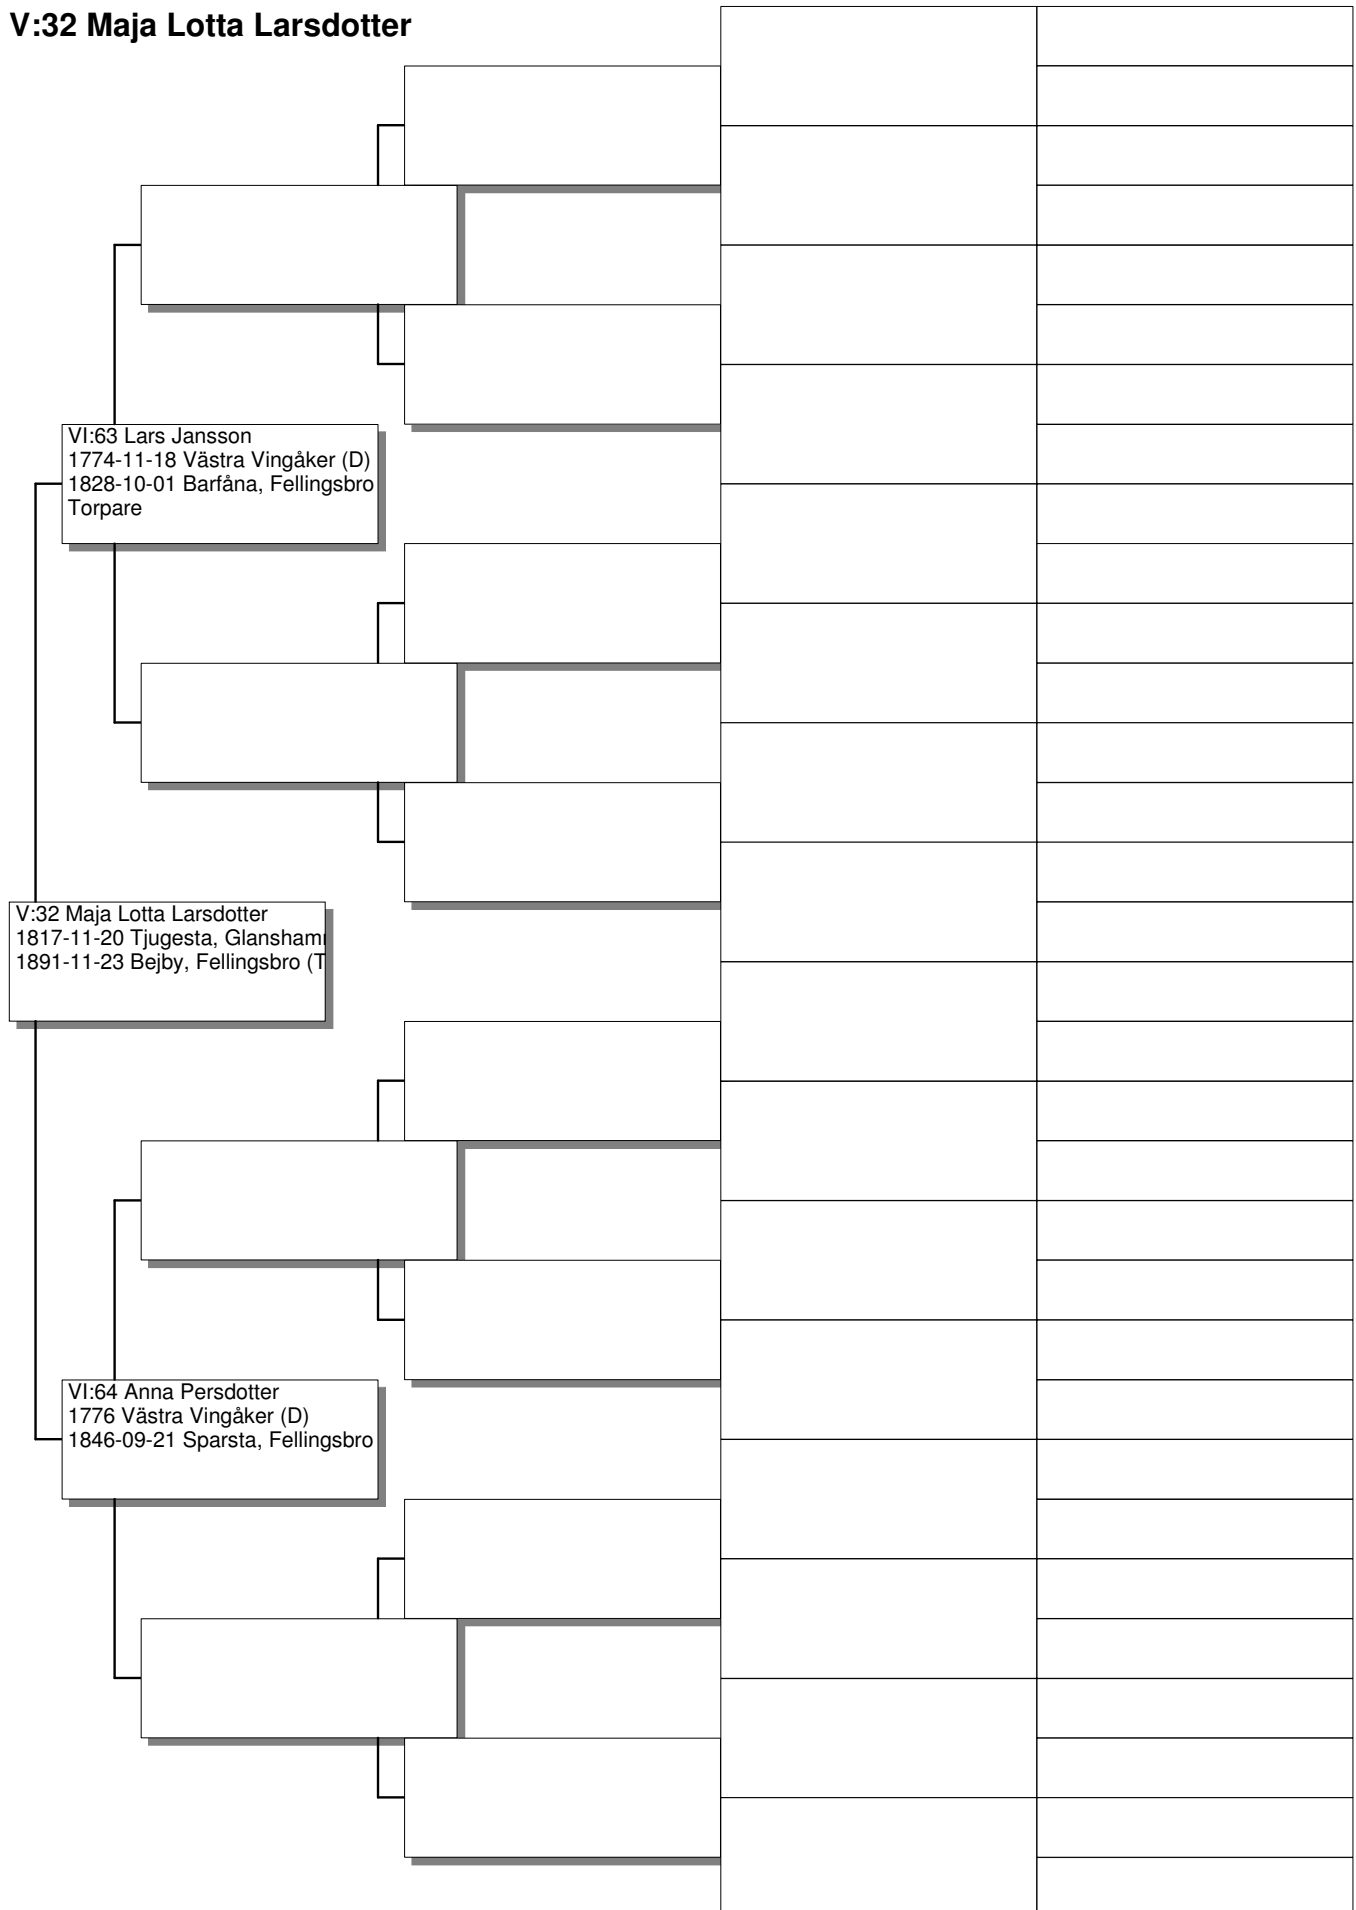 V:32 Maja Lotta Larsdotter
VI:63 Lars Jansson
1774-11-18 Västra Vingåker (D)
1828-10-01 Barfåna, Fellingsbro
Torpare
V:32 Maja Lotta Larsdotter
1817-11-20 Tjugesta, Glansham
1891-11-23 Bejby, Fellingsbro (T
VI:64 Anna Persdotter
1776 Västra Vingåker (D)
1846-09-21 Sparsta, Fellingsbro